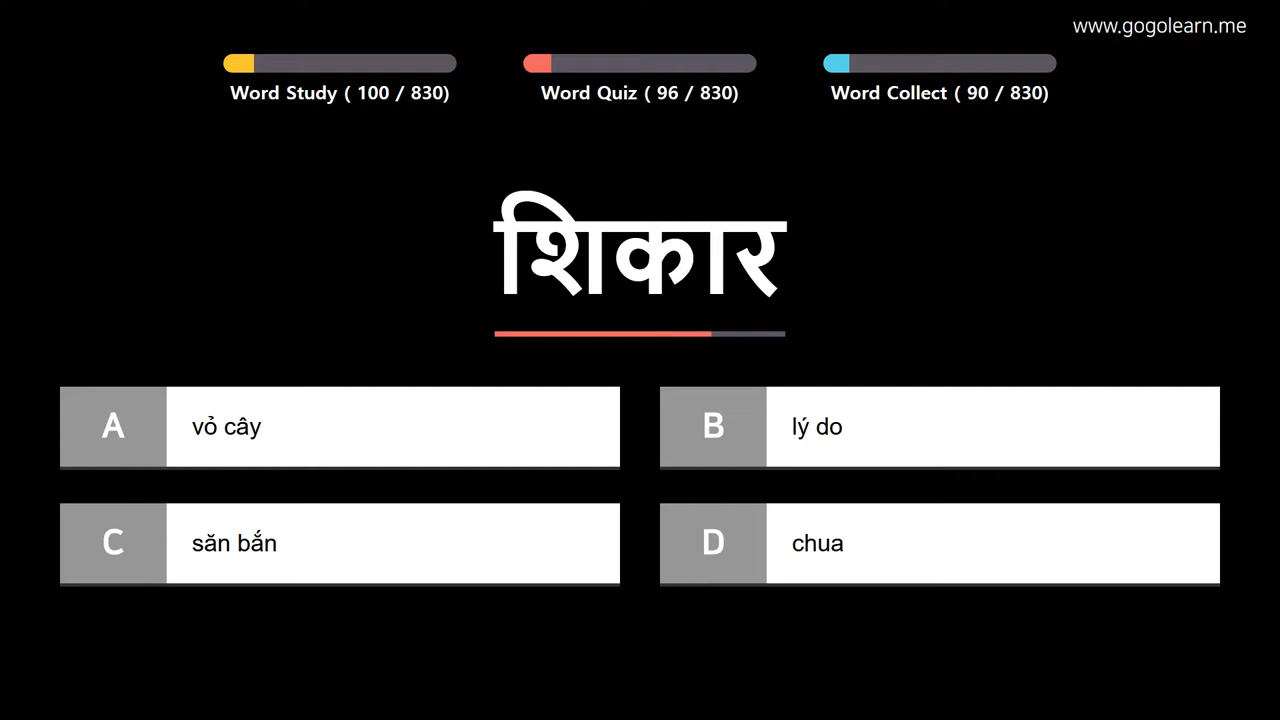 www.gogolearn.me
Word Study ( 100 / 830)
Word Quiz ( 96 / 830)
Word Collect ( 90 / 830)
शिकार
A vỏ cây
B lý do
C săn bắn
D chua